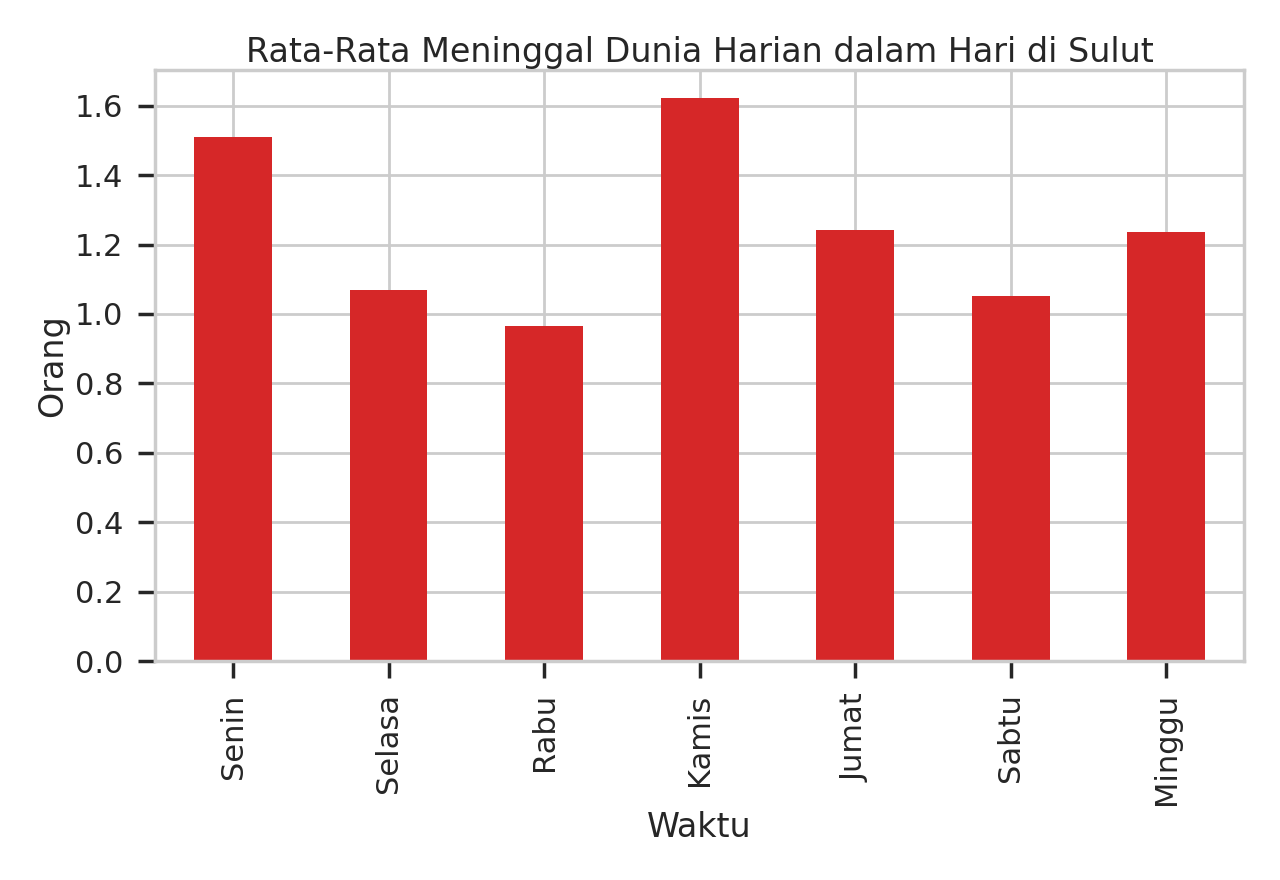 Rata-Rata Meninggal Dunia Harian dalam Hari di Sulut
1.6
1.4
1.2
1.0
0.8
0.6
0.4
0.2
0.0
Orang
Senin
Selasa
Rabu
Kamis
Jumat
Sabtu
Minggu
Waktu